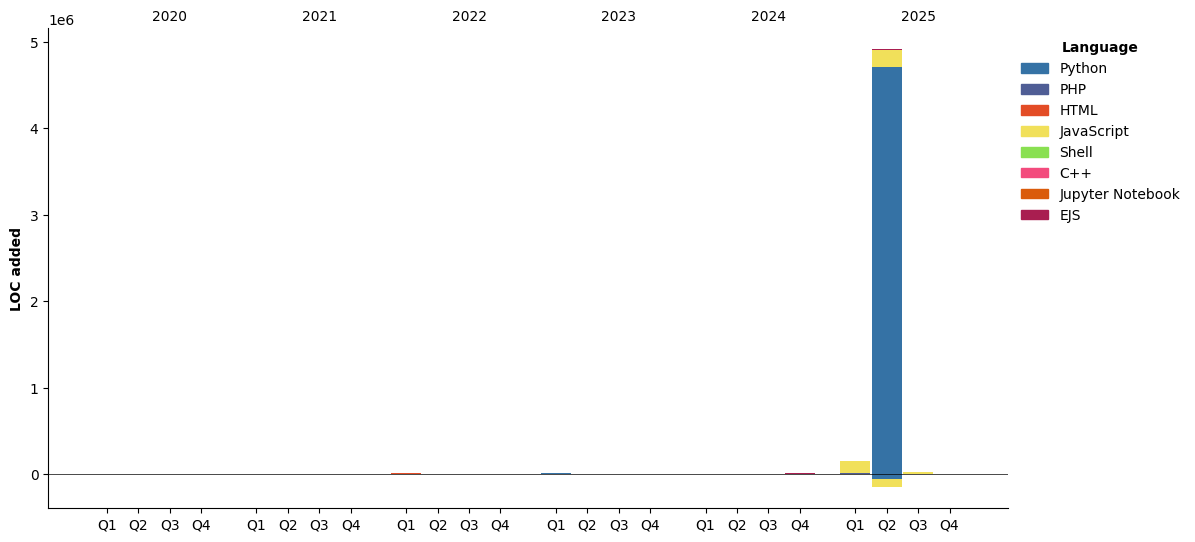 1e6
2020 2021 2022 2023 2024 2025
5
4
3
2
1
0
LOC added
Q1 Q2 Q3 Q4 Q1 Q2 Q3 Q4 Q1 Q2 Q3 Q4 Q1 Q2 Q3 Q4 Q1 Q2 Q3 Q4 Q1 Q2 Q3 Q4
Language
Python
PHP
HTML
JavaScript
Shell
C++
Jupyter Notebook
EJS